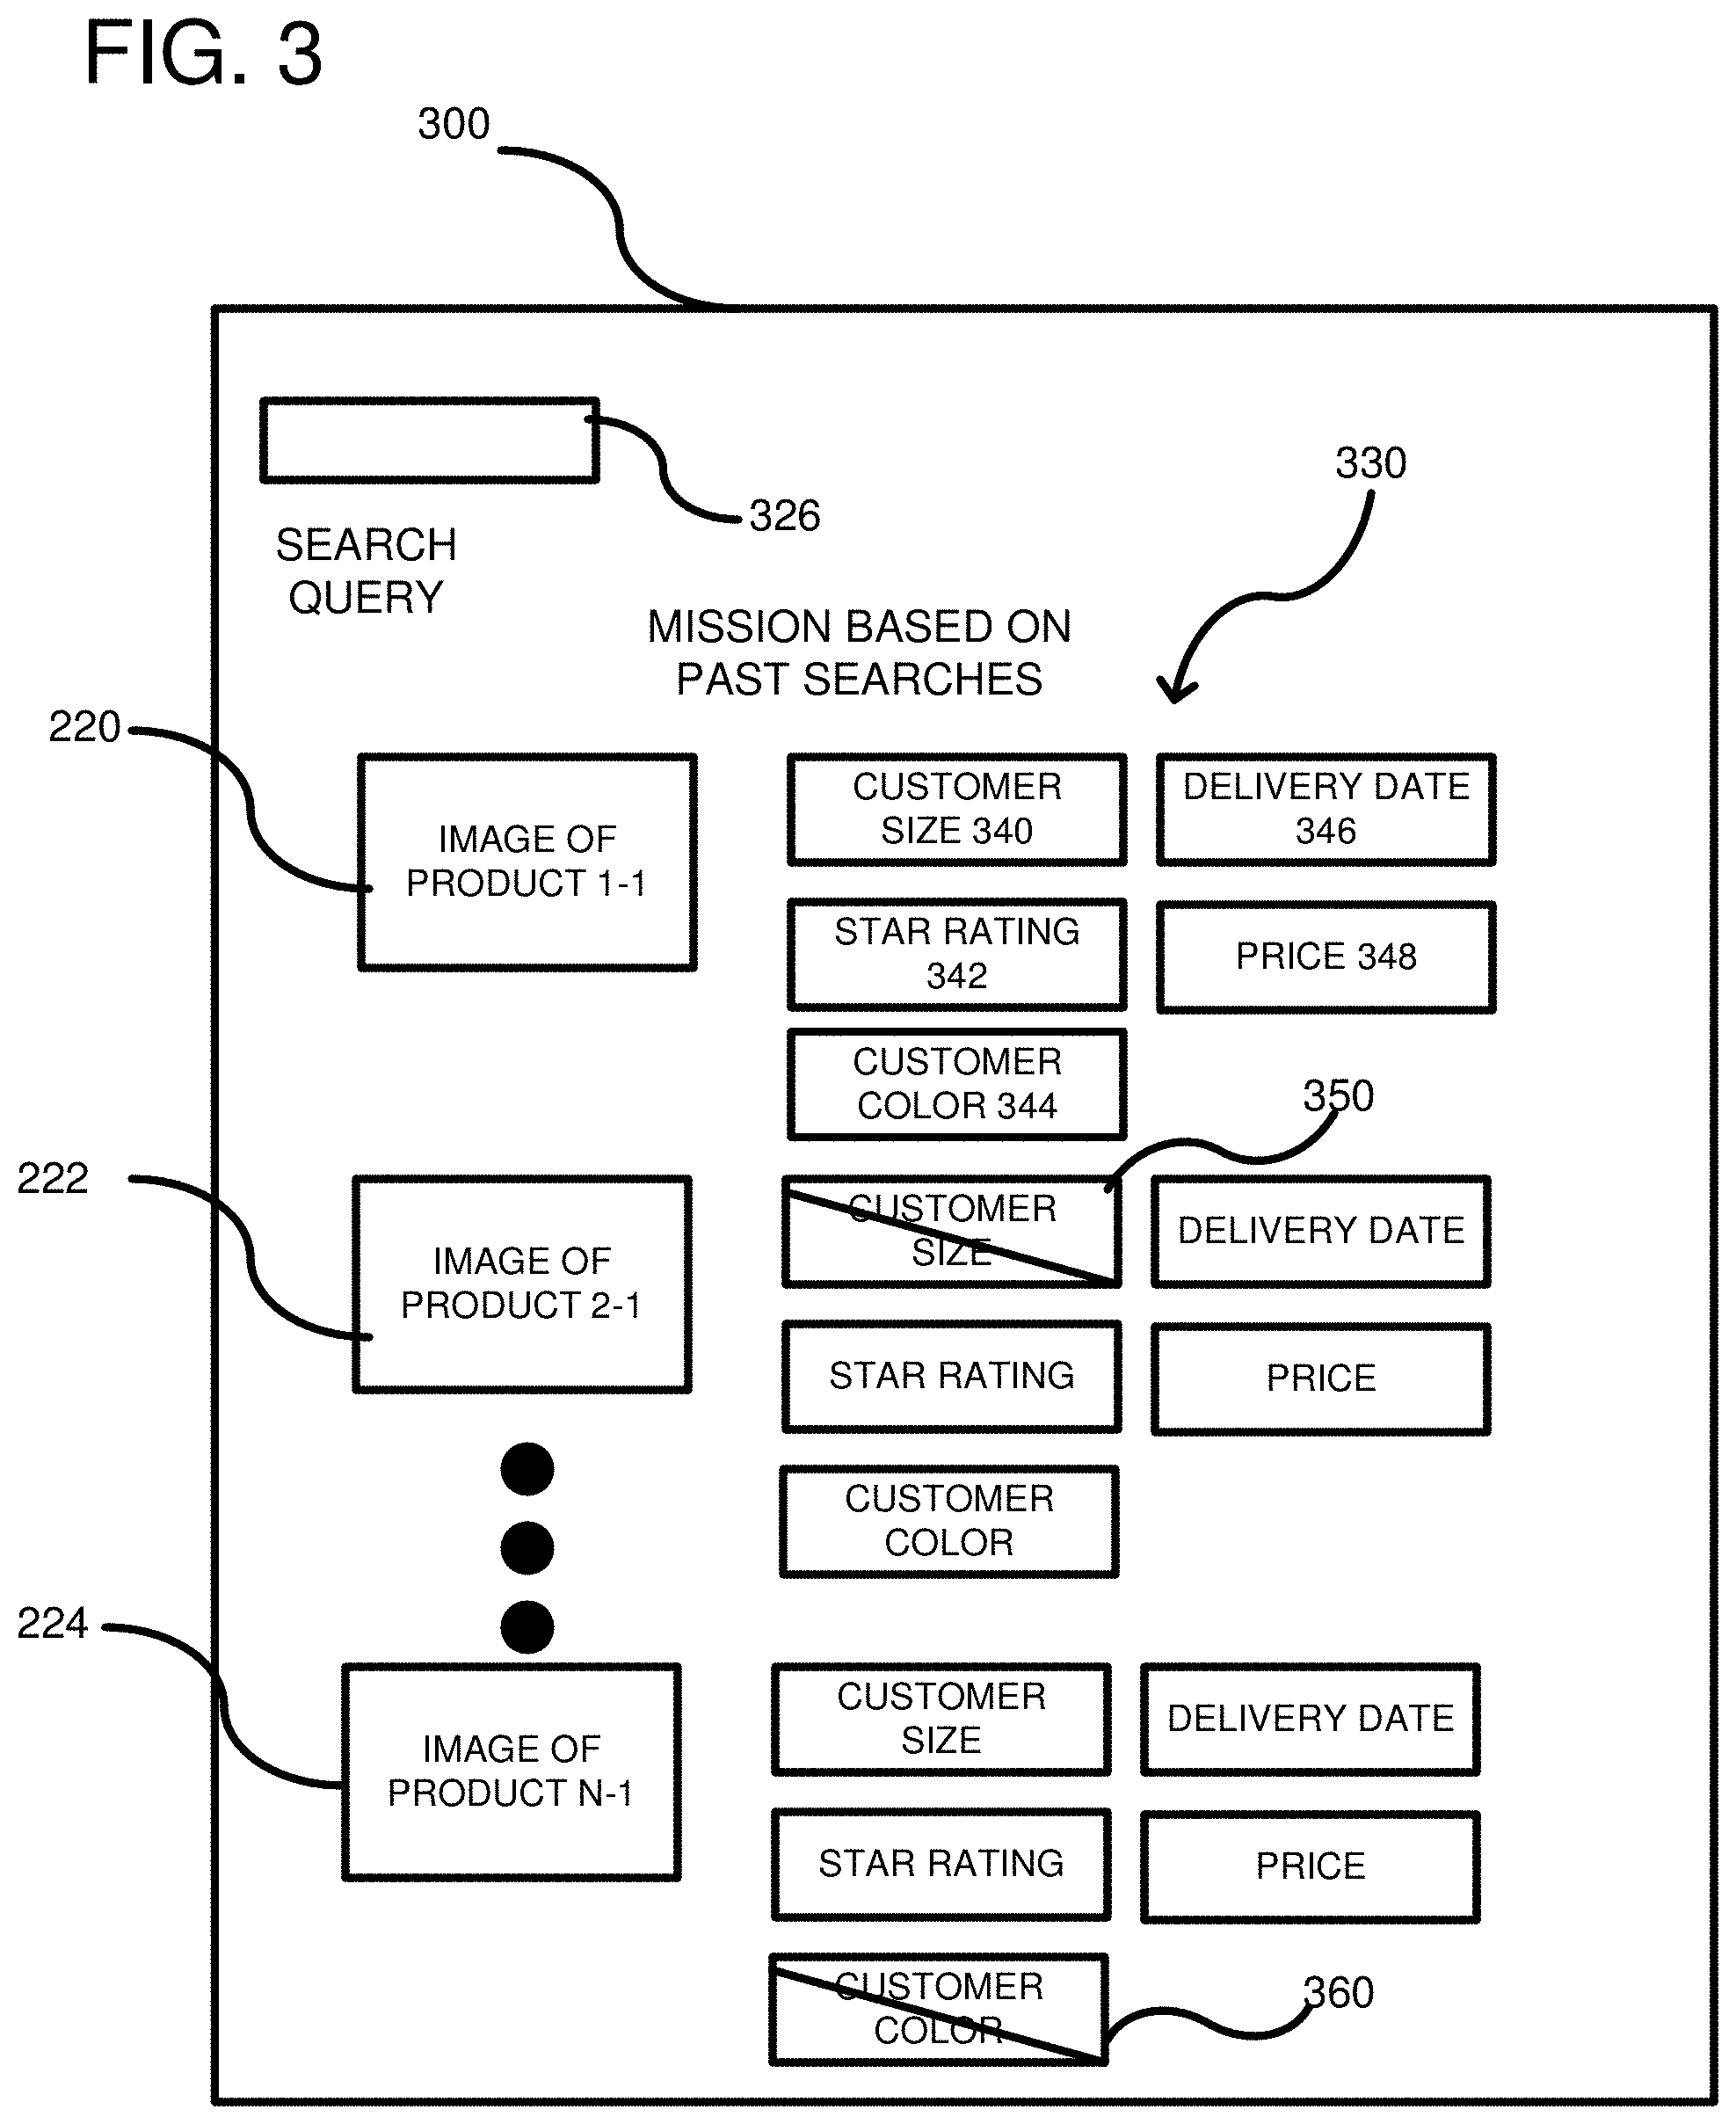 FIG. 3
300
326
SEARCH
QUERY
330
MISSION BASED ON
PAST SEARCHES
220
IMAGE OF
PRODUCT 1-1
CUSTOMER
SIZE 340
DELIVERY DATE
346
STAR RATING
342
PRICE 348
CUSTOMER
COLOR 344
350
222
IMAGE OF
PRODUCT 2-1
CUSTOMER
SIZE
DELIVERY DATE
STAR RATING
PRICE
CUSTOMER
COLOR
224
IMAGE OF
PRODUCT N-1
CUSTOMER
SIZE
DELIVERY DATE
STAR RATING
PRICE
CUSTOMER
COLOR
360